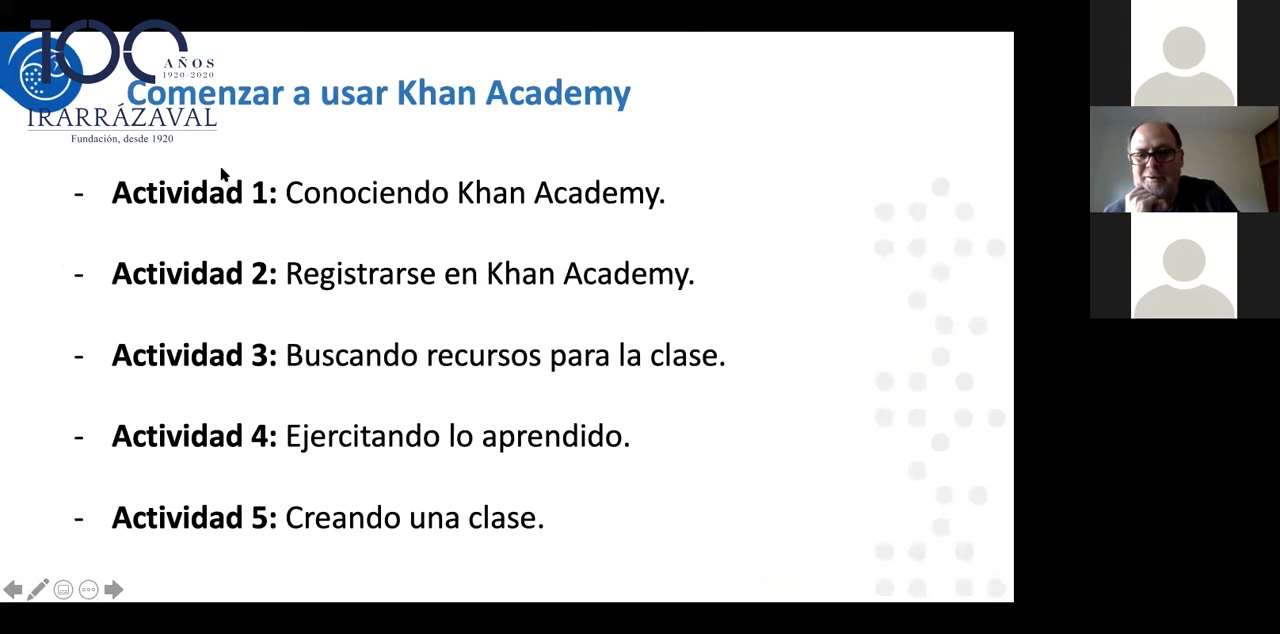 100
AÑOS
1920-2020
Comenzar a usar Khan Academy
IRARRÁZAVAL
Fundación, desde 1920
- Actividad 1: Conociendo Khan Academy.
- Actividad 2: Registrarse en Khan Academy.
- Actividad 3: Buscando recursos para la clase.
- Actividad 4: Ejercitando lo aprendido.
- Actividad 5: Creando una clase.